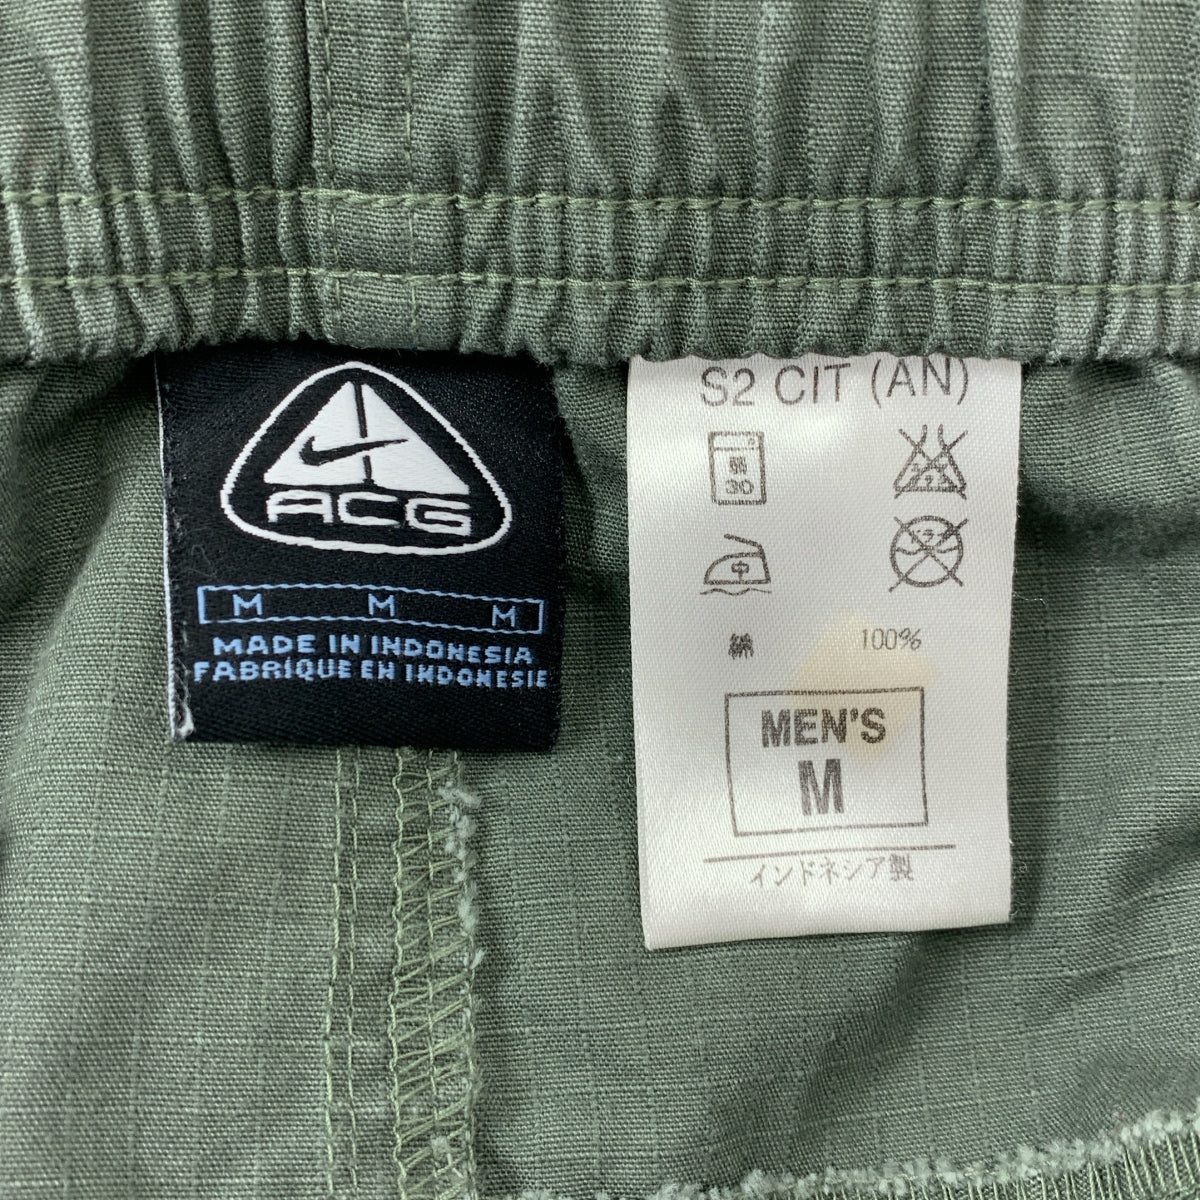 ACG
M M M
MADE IN INDONESIA
FABRIQUE EN INDONESIE
S2 CIT (AN)
弱
30
中
綿 100%
MEN'S
M
インドネシア製